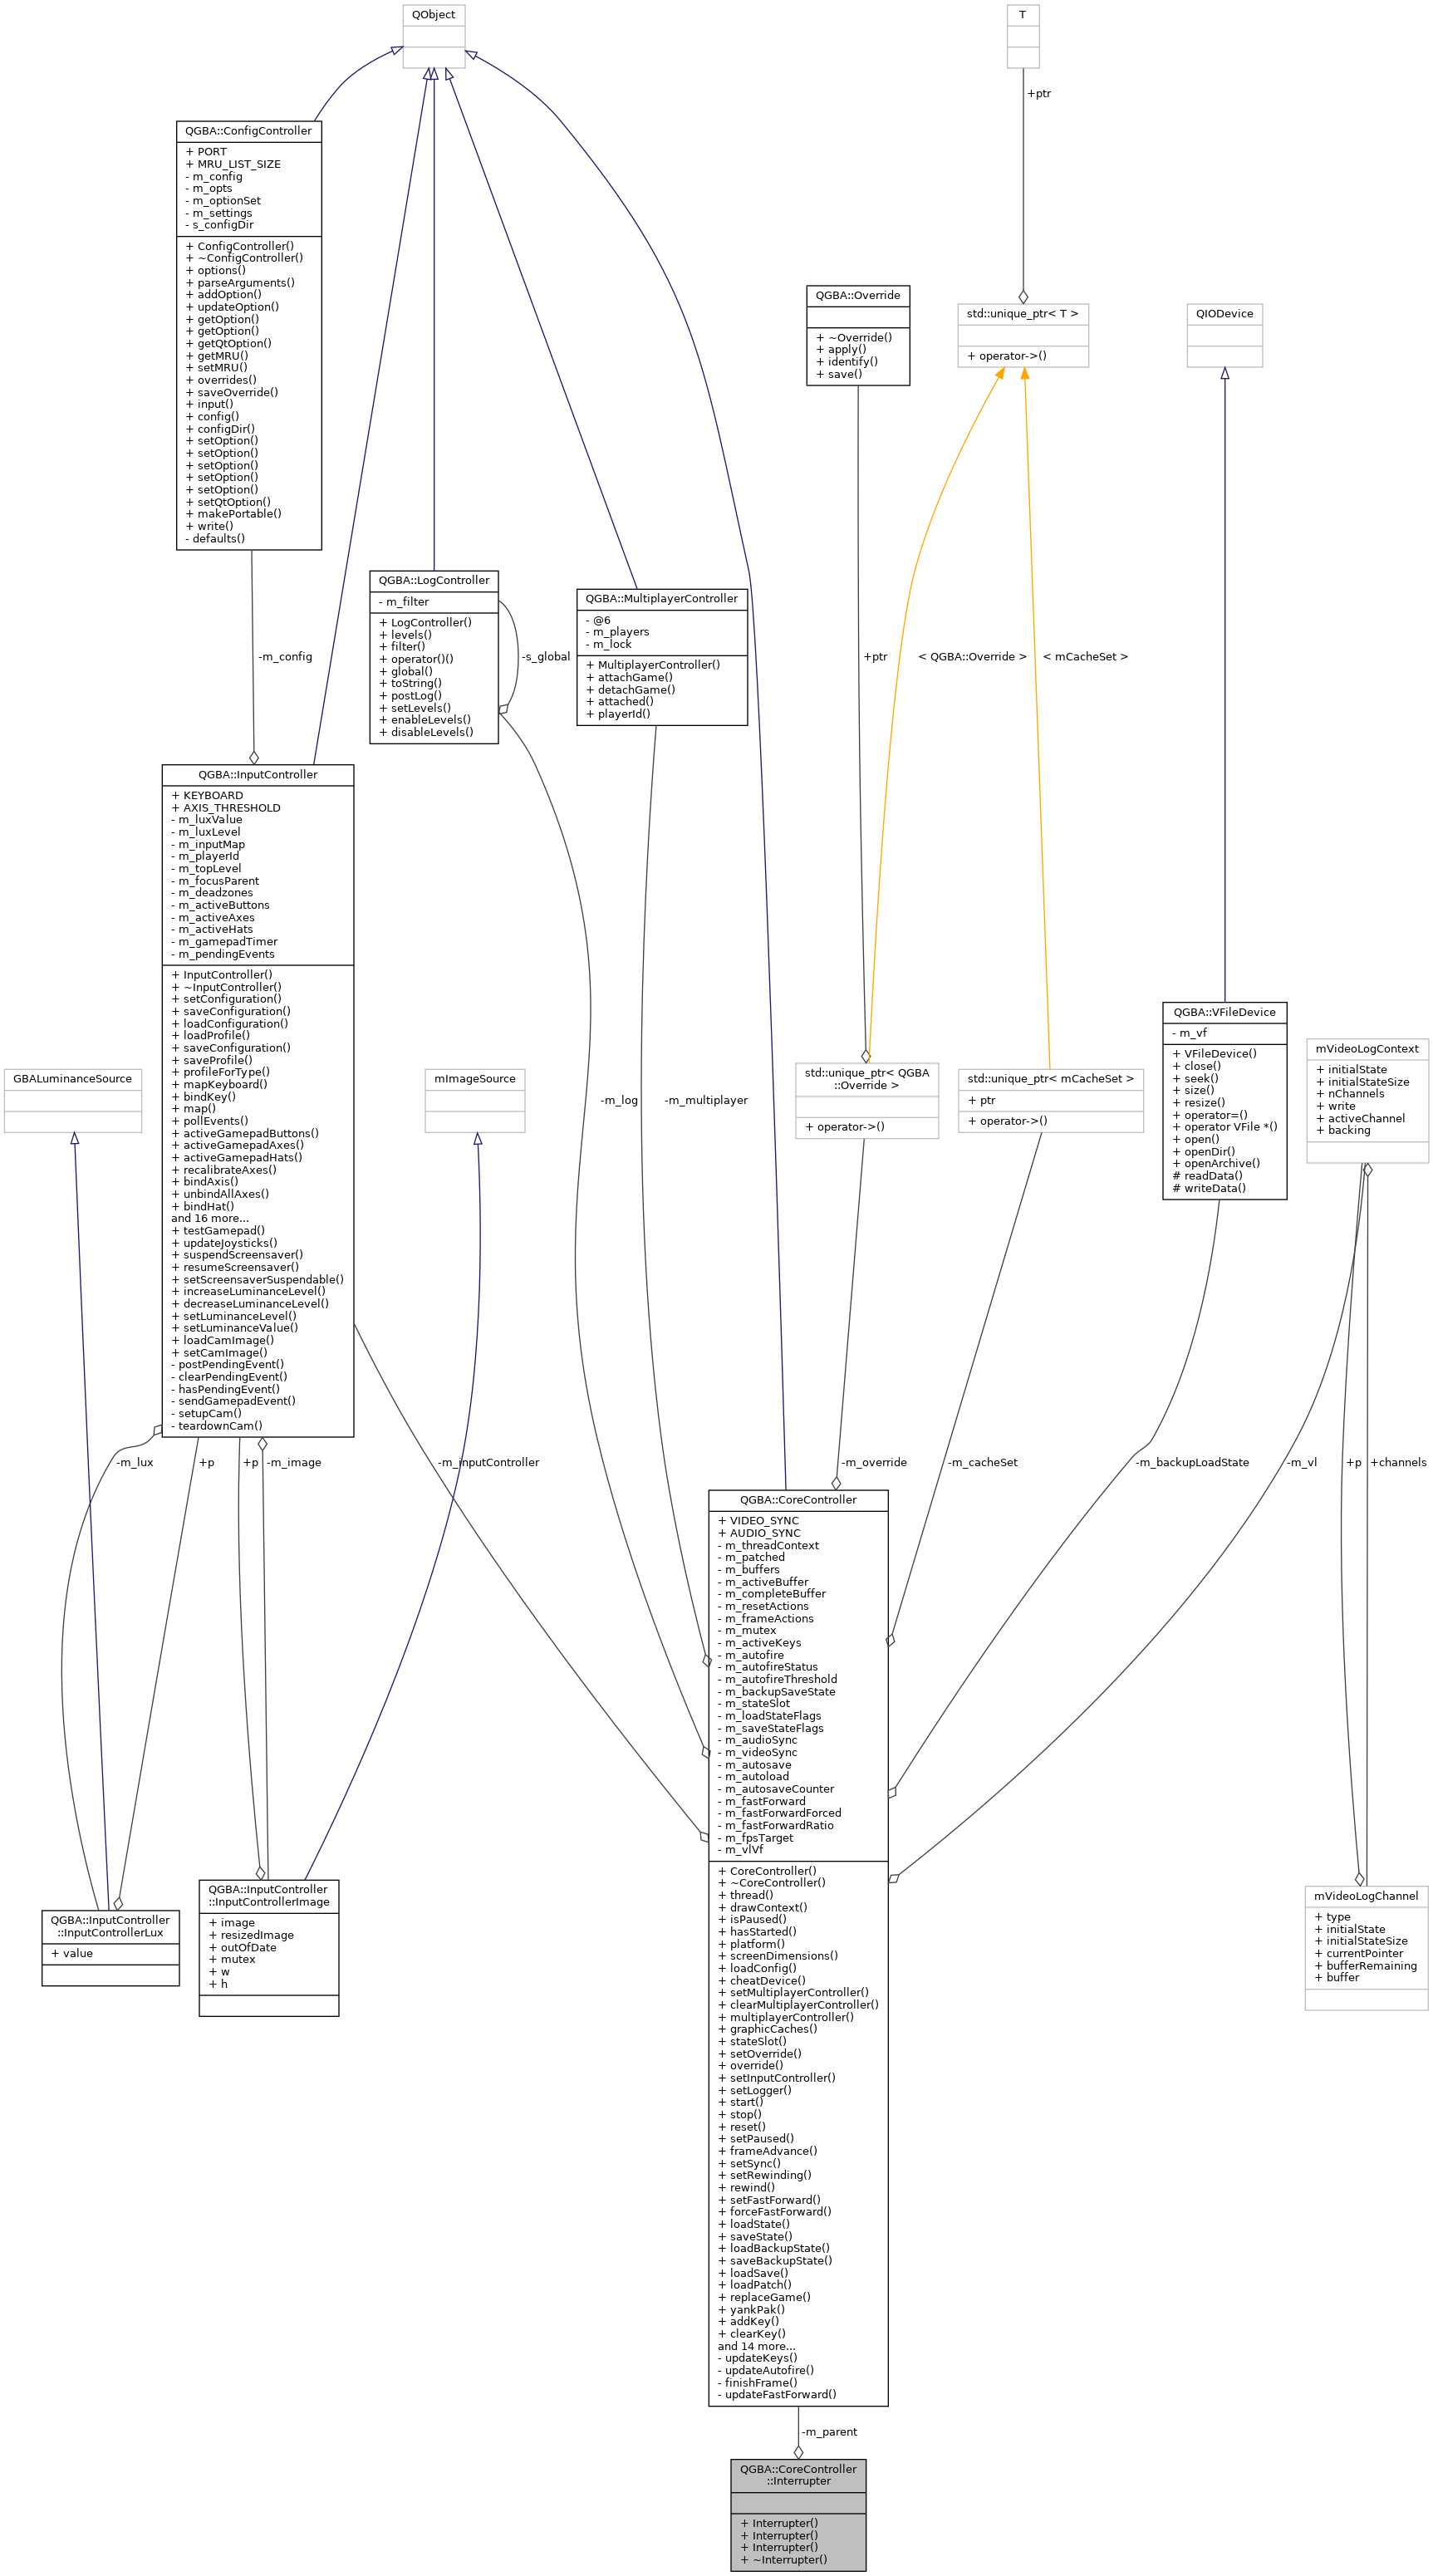 QObject
T
+ptr
QGBA::ConfigController
+ PORT
+ MRU_LIST_SIZE
- m_config
- m_opts
- m_optionSet
- m_settings
- s_configDir
+ ConfigController()
+ ~ConfigController()
+ options()
+ parseArguments()
+ addOption()
+ updateOption()
+ getOption()
+ getOption()
+ getQtOption()
+ getMRU()
+ setMRU()
+ overrides()
+ saveOverride()
+ input()
+ config()
+ configDir()
+ setOption()
+ setOption()
+ setOption()
+ setOption()
+ setOption()
+ setQtOption()
+ makePortable()
+ write()
- defaults()
QGBA::Override
+ ~Override()
+ apply()
+ identify()
+ save()
std::unique_ptr< T >
+ operator->()
QIODevice
QGBA::LogController
- m_filter
+ LogController()
+ levels()
+ filter()
+ operator()()
+ global()
+ toString()
+ postLog()
+ setLevels()
+ enableLevels()
+ disableLevels()
QGBA::MultiplayerController
- @6
- m_players
- m_lock
+ MultiplayerController()
+ attachGame()
+ detachGame()
+ attached()
+ playerId()
-m_config
-s_global
+ptr
< QGBA::Override >
< mCacheSet >
QGBA::InputController
+ KEYBOARD
+ AXIS_THRESHOLD
- m_luxValue
- m_luxLevel
- m_inputMap
- m_playerId
- m_topLevel
- m_focusParent
- m_deadzones
- m_activeButtons
- m_activeAxes
- m_activeHats
- m_gamepadTimer
- m_pendingEvents
+ InputController()
+ ~InputController()
+ setConfiguration()
+ saveConfiguration()
+ loadConfiguration()
+ loadProfile()
+ saveConfiguration()
+ saveProfile()
+ profileForType()
+ mapKeyboard()
+ bindKey()
+ map()
+ pollEvents()
+ activeGamepadButtons()
+ activeGamepadAxes()
+ activeGamepadHats()
+ recalibrateAxes()
+ bindAxis()
+ unbindAllAxes()
+ bindHat()
and 16 more...
+ testGamepad()
+ updateJoysticks()
+ suspendScreensaver()
+ resumeScreensaver()
+ setScreensaverSuspendable()
+ increaseLuminanceLevel()
+ decreaseLuminanceLevel()
+ setLuminanceLevel()
+ setLuminanceValue()
+ loadCamImage()
+ setCamImage()
- postPendingEvent()
- clearPendingEvent()
- hasPendingEvent()
- sendGamepadEvent()
- setupCam()
- teardownCam()
GBALuminanceSource
mImageSource
-m_log
-m_multiplayer
std::unique_ptr< QGBA
::Override >
+ operator->()
std::unique_ptr< mCacheSet >
+ ptr
+ operator->()
QGBA::VFileDevice
- m_vf
+ VFileDevice()
+ close()
+ seek()
+ size()
+ resize()
+ operator=()
+ operator VFile *()
+ open()
+ openDir()
+ openArchive()
# readData()
# writeData()
mVideoLogContext
+ initialState
+ initialStateSize
+ nChannels
+ write
+ activeChannel
+ backing
-m_lux
+p
+p
-m_image
-m_inputController
-m_override
-m_cacheSet
-m_backupLoadState
-m_vl
+p
+channels
QGBA::CoreController
+ VIDEO_SYNC
+ AUDIO_SYNC
- m_threadContext
- m_patched
- m_buffers
- m_activeBuffer
- m_completeBuffer
- m_resetActions
- m_frameActions
- m_mutex
- m_activeKeys
- m_autofire
- m_autofireStatus
- m_autofireThreshold
- m_backupSaveState
- m_stateSlot
- m_loadStateFlags
- m_saveStateFlags
- m_audioSync
- m_videoSync
- m_autosave
- m_autoload
- m_autosaveCounter
- m_fastForward
- m_fastForwardForced
- m_fastForwardRatio
- m_fpsTarget
- m_vlVf
+ CoreController()
+ ~CoreController()
+ thread()
+ drawContext()
+ isPaused()
+ hasStarted()
+ platform()
+ screenDimensions()
+ loadConfig()
+ cheatDevice()
+ setMultiplayerController()
+ clearMultiplayerController()
+ multiplayerController()
+ graphicCaches()
+ stateSlot()
+ setOverride()
+ override()
+ setInputController()
+ setLogger()
+ start()
+ stop()
+ reset()
+ setPaused()
+ frameAdvance()
+ setSync()
+ setRewinding()
+ rewind()
+ setFastForward()
+ forceFastForward()
+ loadState()
+ saveState()
+ loadBackupState()
+ saveBackupState()
+ loadSave()
+ loadPatch()
+ replaceGame()
+ yankPak()
+ addKey()
+ clearKey()
and 14 more...
- updateKeys()
- updateAutofire()
- finishFrame()
- updateFastForward()
QGBA::InputController
::InputControllerLux
+ value
QGBA::InputController
::InputControllerImage
+ image
+ resizedImage
+ outOfDate
+ mutex
+ w
+ h
mVideoLogChannel
+ type
+ initialState
+ initialStateSize
+ currentPointer
+ bufferRemaining
+ buffer
-m_parent
QGBA::CoreController
::Interrupter
+ Interrupter()
+ Interrupter()
+ Interrupter()
+ ~Interrupter()